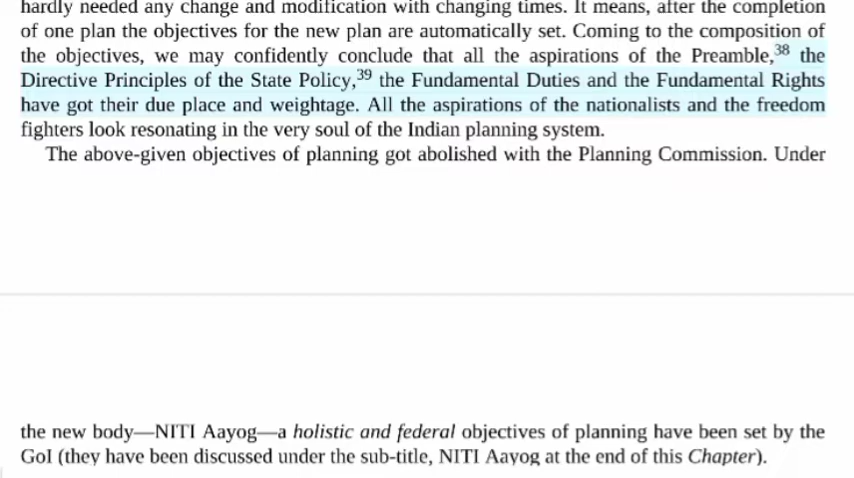 hardly needed any change and modification with changing times. It means, after the completion
of one plan the objectives for the new plan are automatically set. Coming to the composition of
the objectives, we may confidently conclude that all the aspirations of the Preamble,38 the
Directive Principles of the State Policy,39 the Fundamental Duties and the Fundamental Rights
have got their due place and weightage. All the aspirations of the nationalists and the freedom
fighters look resonating in the very soul of the Indian planning system.
The above-given objectives of planning got abolished with the Planning Commission. Under
the new body—NITI Aayog—a holistic and federal objectives of planning have been set by the
GoI (they have been discussed under the sub-title, NITI Aayog at the end of this Chapter).